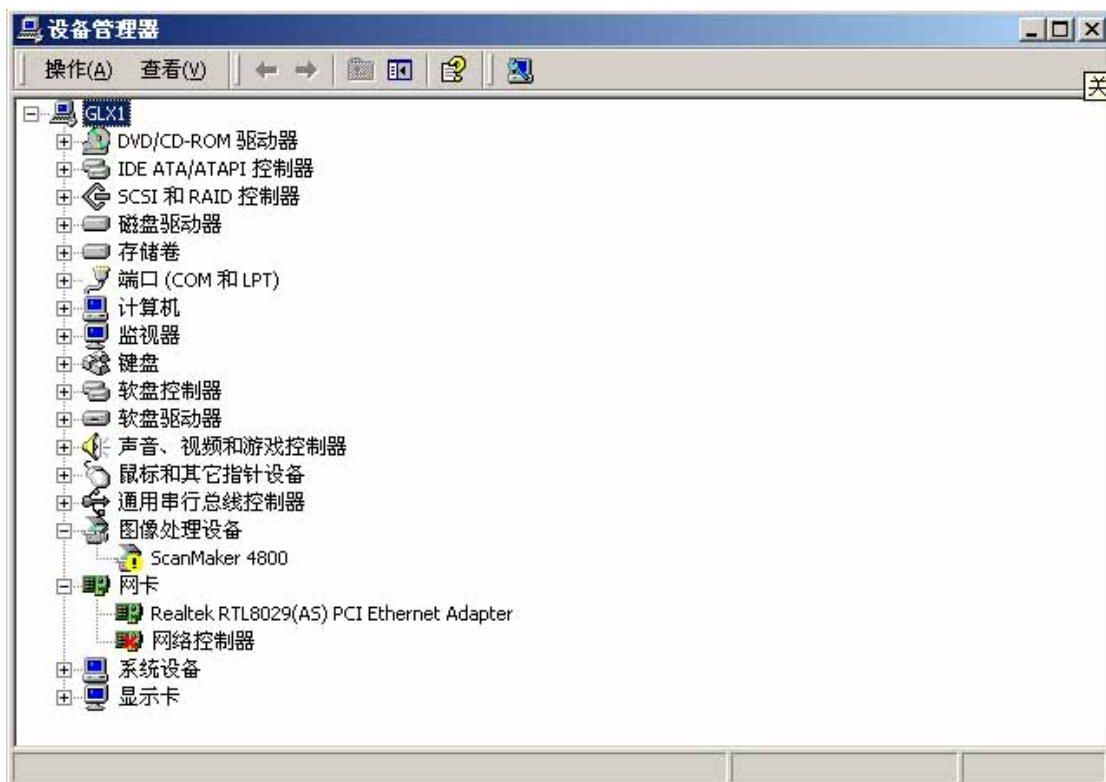 设备管理器
操作(A) 查看(V)
关
GLX1
DVD/CD-ROM 驱动器
IDE ATA/ATAPI 控制器
SCSI 和 RAID 控制器
磁盘驱动器
存储卷
端口 (COM 和 LPT)
计算机
监视器
键盘
软盘控制器
软盘驱动器
声音、视频和游戏控制器
鼠标和其它指针设备
通用串行总线控制器
图像处理设备
ScanMaker 4800
网卡
Realtek RTL8029(AS) PCI Ethernet Adapter
网络控制器
系统设备
显示卡